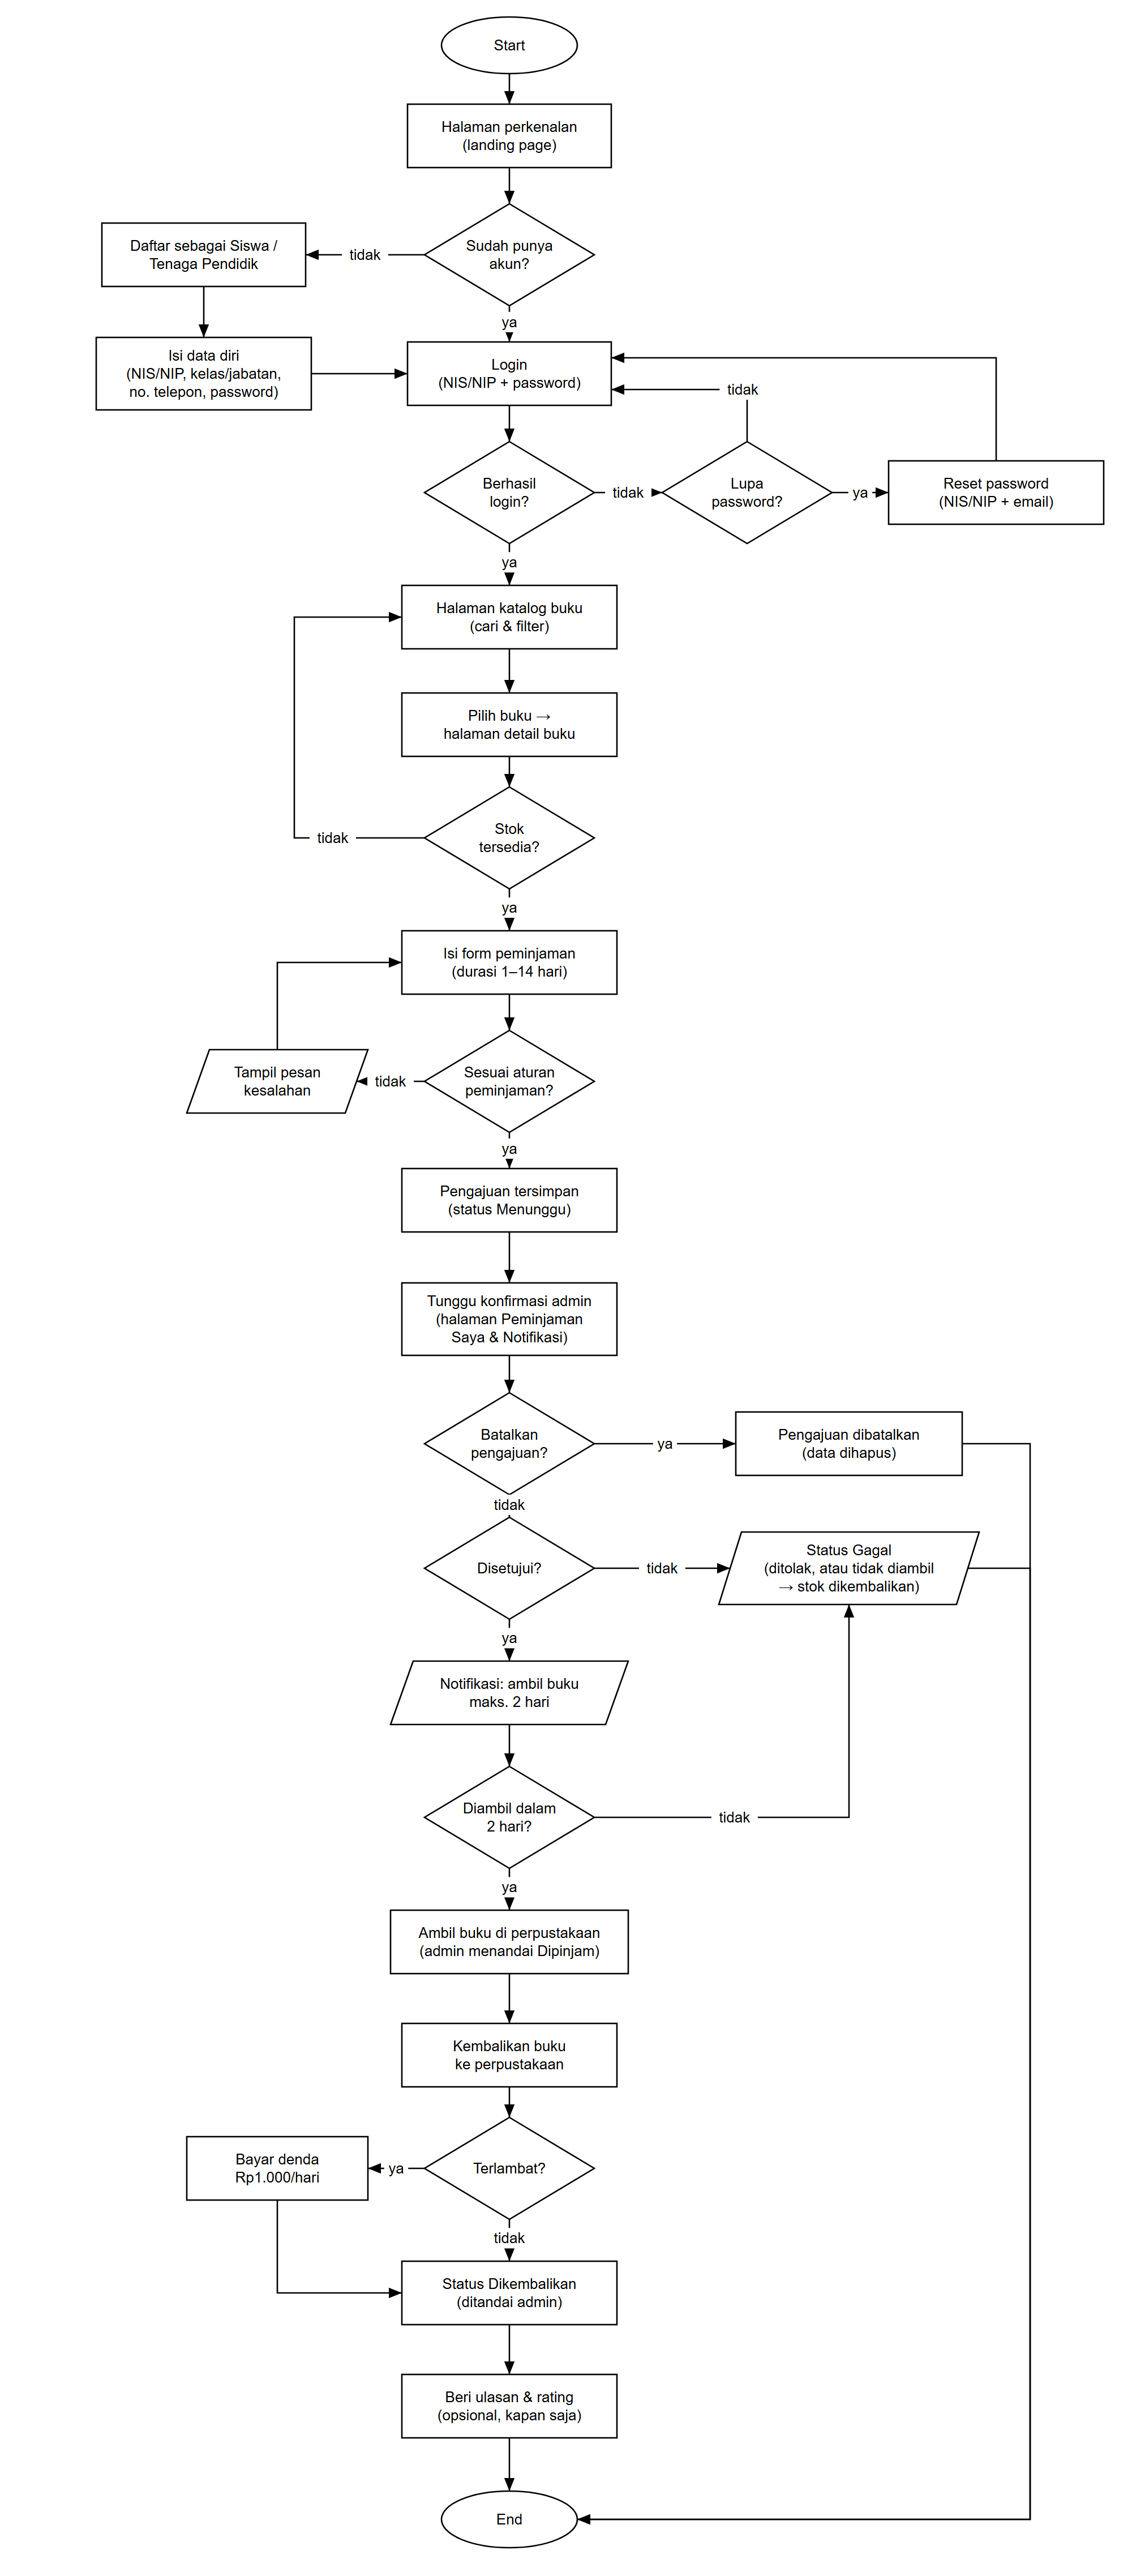 Start
Halaman perkenalan
(landing page)
Sudah punya
akun?
tidak
Daftar sebagai Siswa /
Tenaga Pendidik
ya
Isi data diri
(NIS/NIP, kelas/jabatan,
no. telepon, password)
Login
(NIS/NIP + password)
tidak
Berhasil
login?
tidak
Lupa
password?
ya
Reset password
(NIS/NIP + email)
ya
Halaman katalog buku
(cari & filter)
Pilih buku →
halaman detail buku
Stok
tersedia?
tidak
ya
Isi form peminjaman
(durasi 1–14 hari)
Tampil pesan
kesalahan
tidak
Sesuai aturan
peminjaman?
ya
Pengajuan tersimpan
(status Menunggu)
Tunggu konfirmasi admin
(halaman Peminjaman
Saya & Notifikasi)
Batalkan
pengajuan?
ya
Pengajuan dibatalkan
(data dihapus)
tidak
Disetujui?
tidak
Status Gagal
(ditolak, atau tidak diambil
→ stok dikembalikan)
ya
Notifikasi: ambil buku
maks. 2 hari
Diambil dalam
2 hari?
tidak
ya
Ambil buku di perpustakaan
(admin menandai Dipinjam)
Kembalikan buku
ke perpustakaan
Bayar denda
Rp1.000/hari
ya
Terlambat?
tidak
Status Dikembalikan
(ditandai admin)
Beri ulasan & rating
(opsional, kapan saja)
End